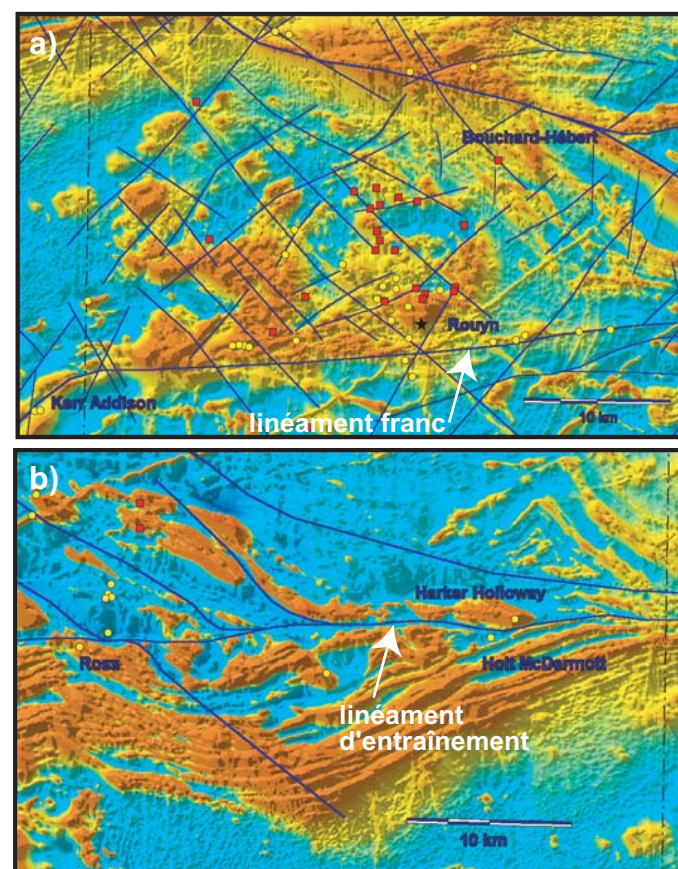 a)
Bouchard-Hébert
Rouyn
Kerr Addison
linéament franc
10 km
b)
Harker Holloway
Ross
Holt McDermott
linéament
d'entraînement
10 km